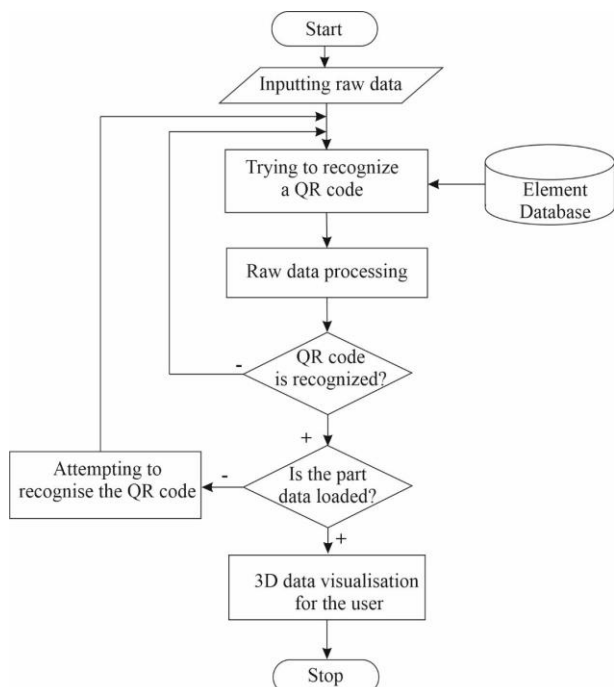 Start
Inputting raw data
Trying to recognize
a QR code
Element
Database
Raw data processing
QR code
is recognized?
-
+
Is the part
data loaded?
-
Attempting to
recognise the QR code
+
3D data visualisation
for the user
Stop